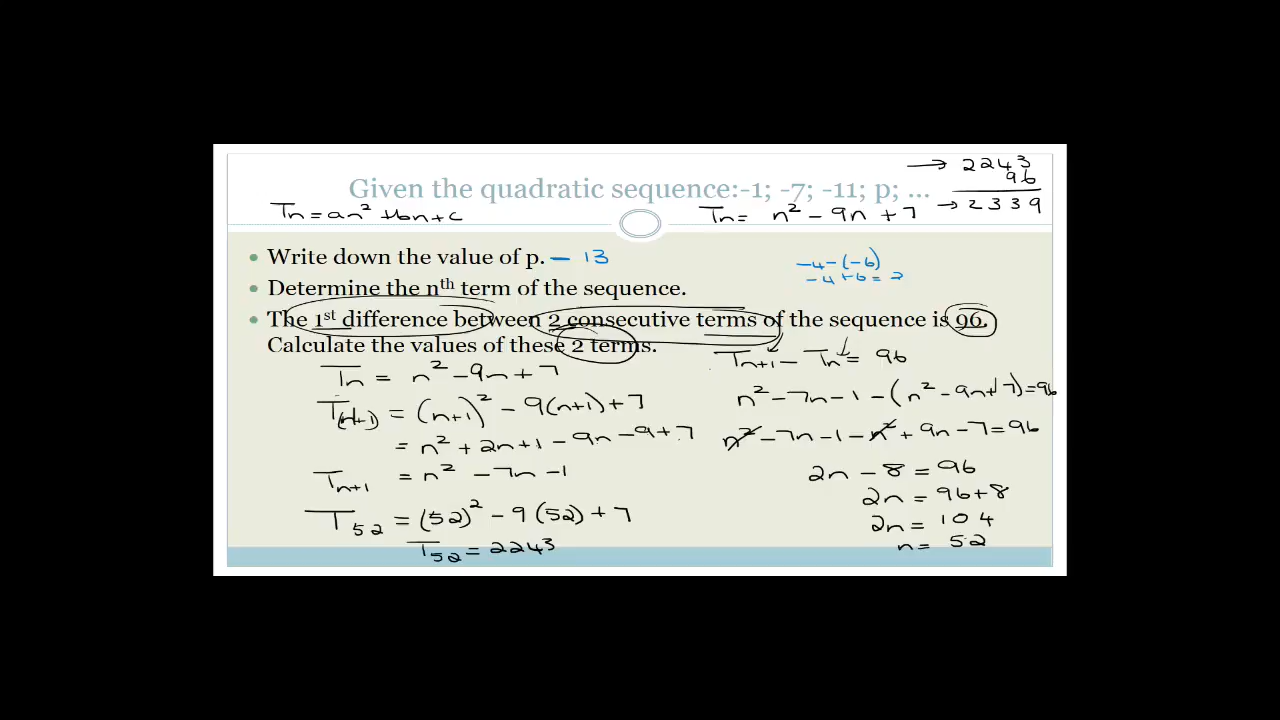 Given the quadratic sequence:-1; -7; -11; p; ...
→ 2243
96
→ 2339
Tn = an² + bn + c
Tn = n² - 9n + 7
• Write down the value of p. - 13
-4 - (-6)
-4 + 6 = 2
• Determine the nth term of the sequence.
• The 1st difference between 2 consecutive terms of the sequence is 96.
Calculate the values of these 2 terms.
Tn = n² - 9n + 7
T(n+1) = (n+1)² - 9(n+1) + 7
= n² + 2n + 1 - 9n - 9 + 7
Tn+1 = n² - 7n - 1
T52 = (52)² - 9(52) + 7
T52 = 2243
Tn+1 - Tn = 96
n² - 7n - 1 - (n² - 9n + 7) = 96
n² - 7n - 1 - n² + 9n - 7 = 96
2n - 8 = 96
2n = 96 + 8
2n = 104
n = 52